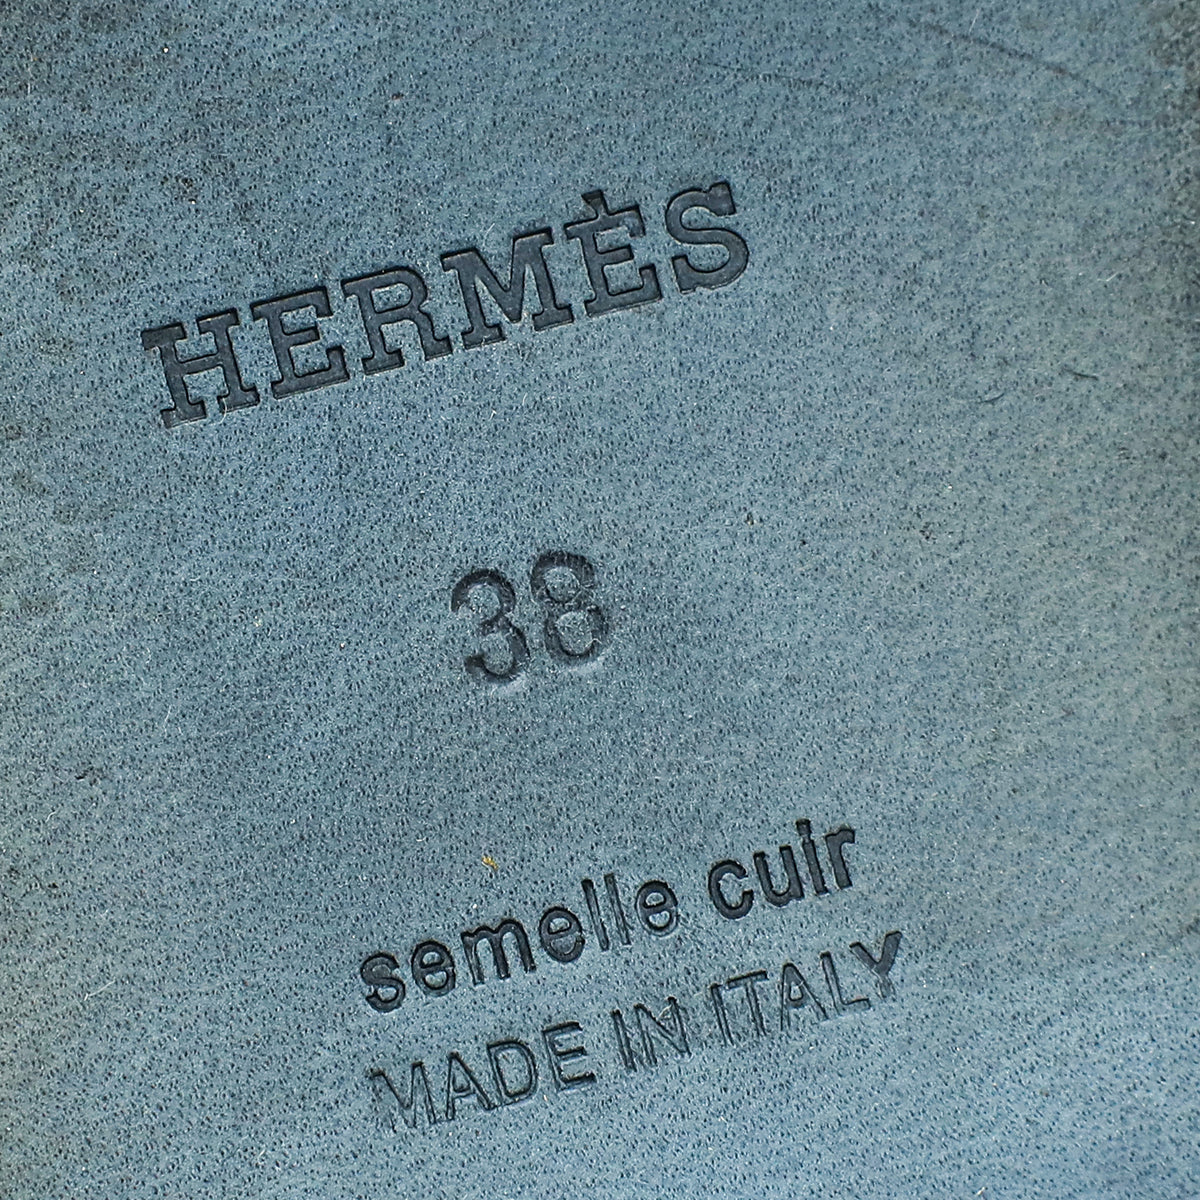 HERMÈS
38
semelle cuir
MADE IN ITALY